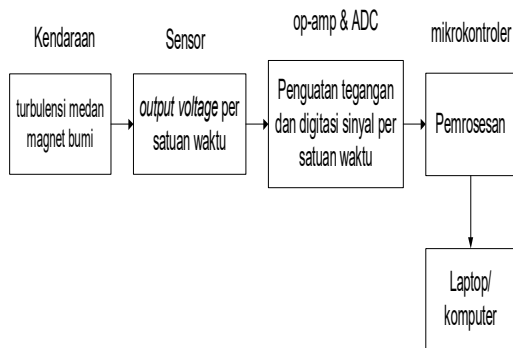 Kendaraan
Sensor
op-amp & ADC
mikrokontroler
turbulensi medan
magnet bumi
output voltage per
satuan waktu
Penguatan tegangan
dan digitasi sinyal per
satuan waktu
Pemrosesan
Laptop/
komputer